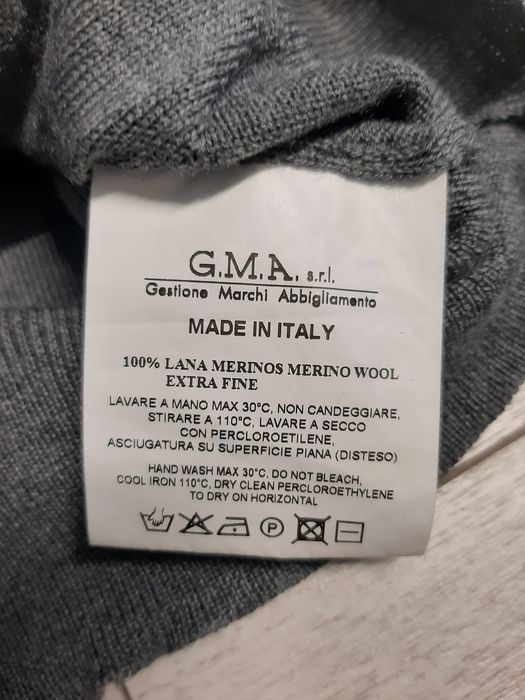 G.M.A. s.r.l.
Gestione Marchi Abbigliamento
MADE IN ITALY
100% LANA MERINOS MERINO WOOL
EXTRA FINE
LAVARE A MANO MAX 30°C, NON CANDEGGIARE,
STIRARE A 110°C, LAVARE A SECCO
CON PERCLOROETILENE,
ASCIUGATURA SU SUPERFICIE PIANA (DISTESO)
HAND WASH MAX 30°C, DO NOT BLEACH,
COOL IRON 110°C, DRY CLEAN PERCLOROETHYLENE
TO DRY ON HORIZONTAL
P